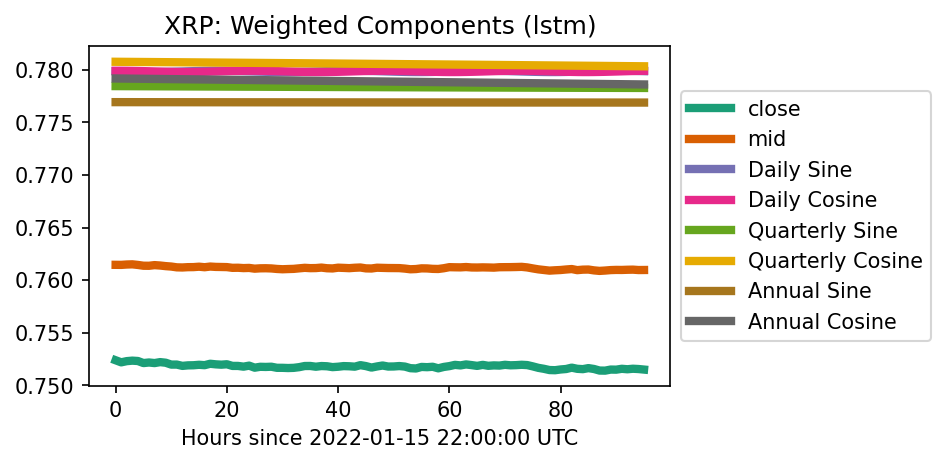 XRP: Weighted Components (lstm)
0.780
0.775
0.770
0.765
0.760
0.755
0.750
0
20
40
60
80
Hours since 2022-01-15 22:00:00 UTC
close
mid
Daily Sine
Daily Cosine
Quarterly Sine
Quarterly Cosine
Annual Sine
Annual Cosine